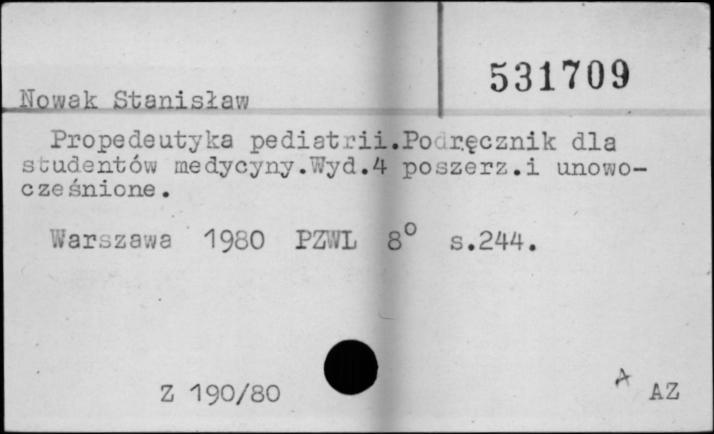 531709
Nowak Stanisław
Propedeutyka pediatrii.Podręcznik dla
studentów medycyny.Wyd.4 poszerz.i unowo-
cześnione.
Warszawa 1980 PZWL 8° s.244.
Z 190/80
A AZ